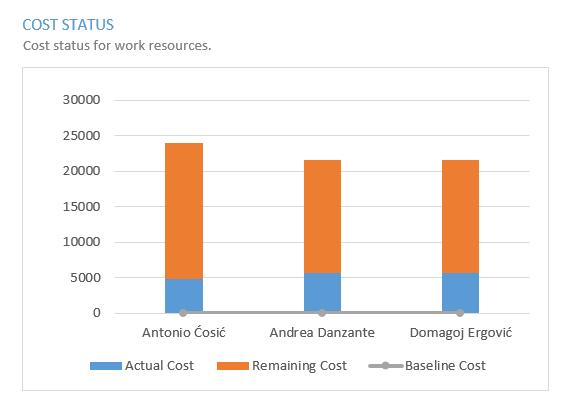 COST STATUS
Cost status for work resources.
30000
25000
20000
15000
10000
5000
0
Antonio Ćosić Andrea Danzante Domagoj Ergović
Actual Cost Remaining Cost Baseline Cost